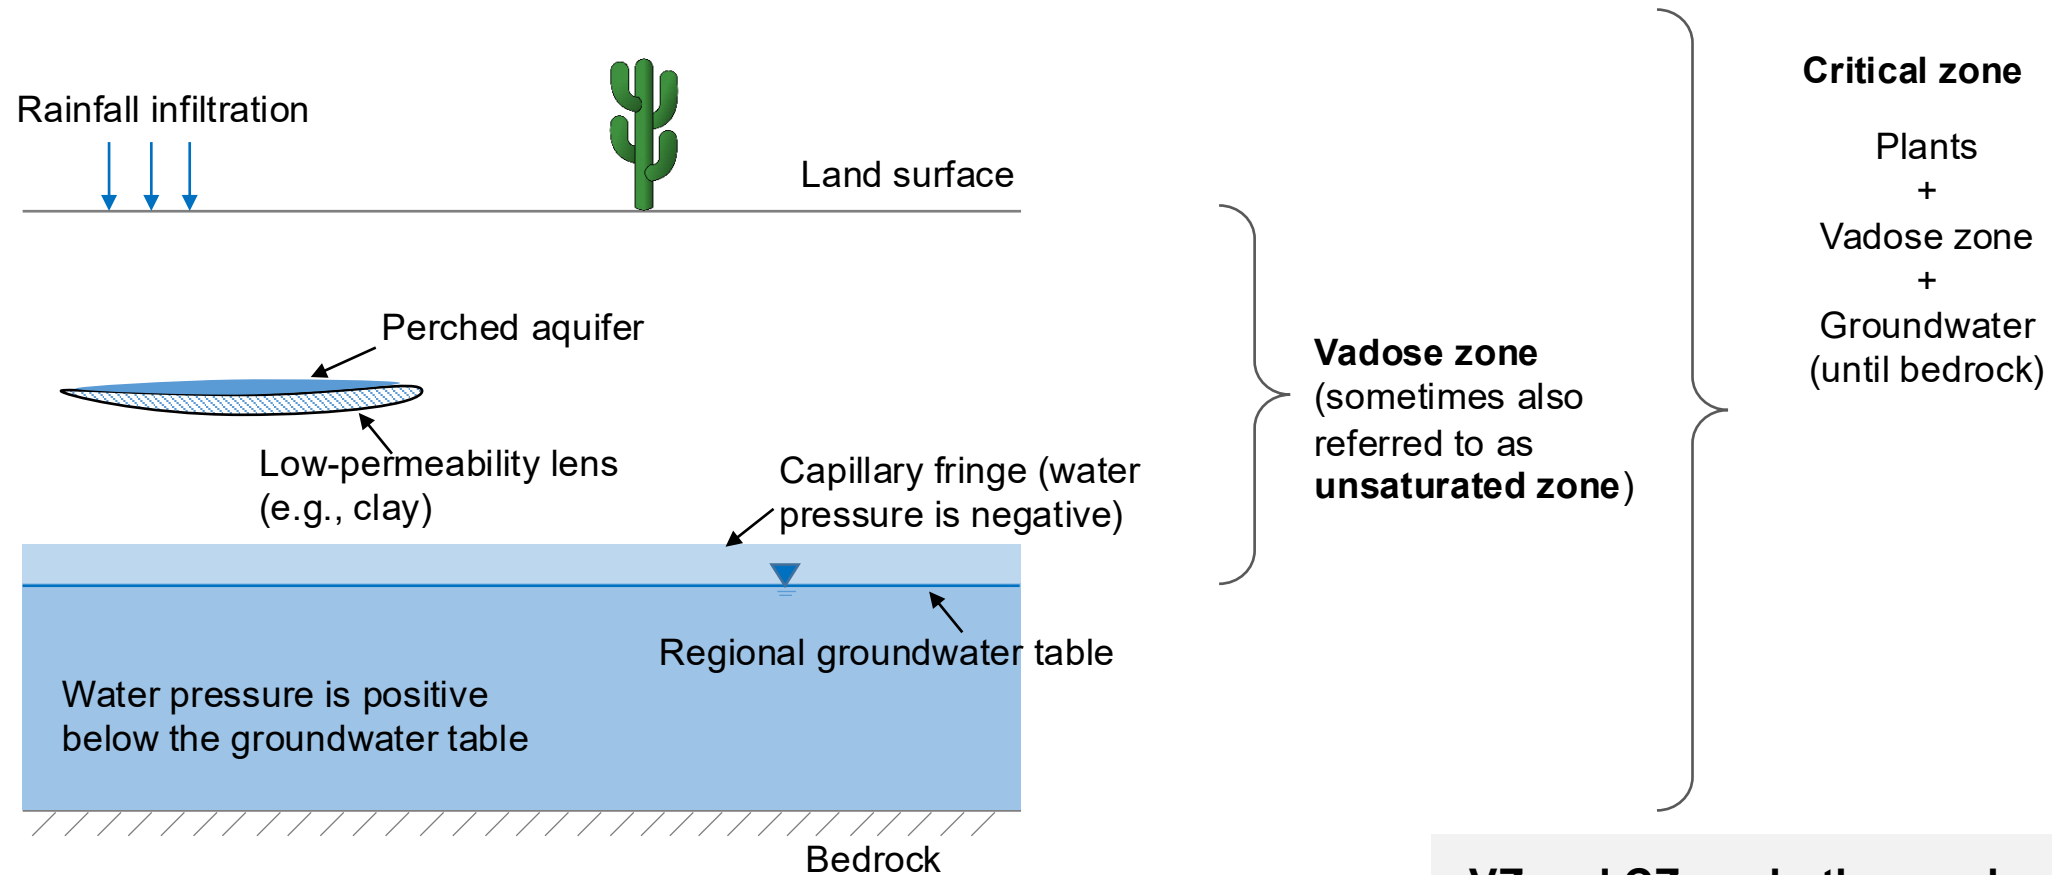 Rainfall infiltration
Land surface
Perched aquifer
Low-permeability lens
(e.g., clay)
Capillary fringe (water
pressure is negative)
Regional groundwater table
Water pressure is positive
below the groundwater table
Bedrock
Vadose zone
(sometimes also
referred to as
unsaturated zone)
Critical zone
Plants
+
Vadose zone
+
Groundwater
(until bedrock)